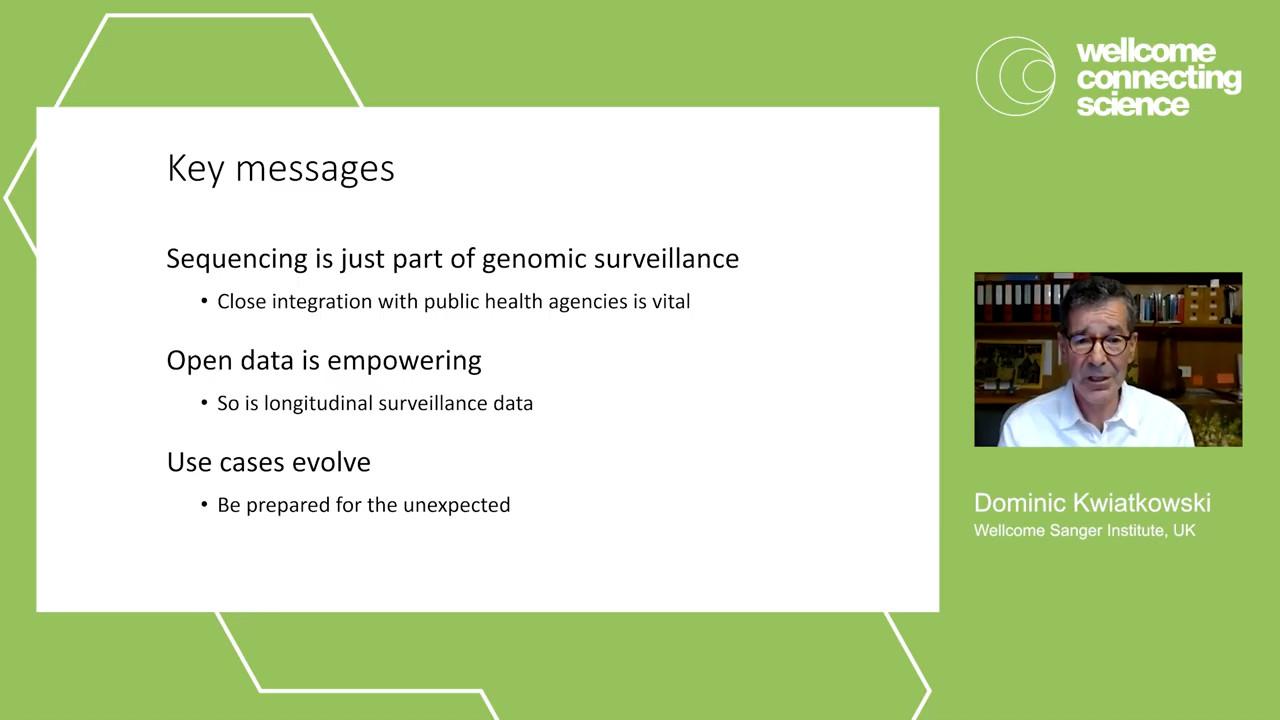 wellcome
connecting
science
Key messages
Sequencing is just part of genomic surveillance
• Close integration with public health agencies is vital
Open data is empowering
• So is longitudinal surveillance data
Use cases evolve
• Be prepared for the unexpected
Dominic Kwiatkowski
Wellcome Sanger Institute, UK